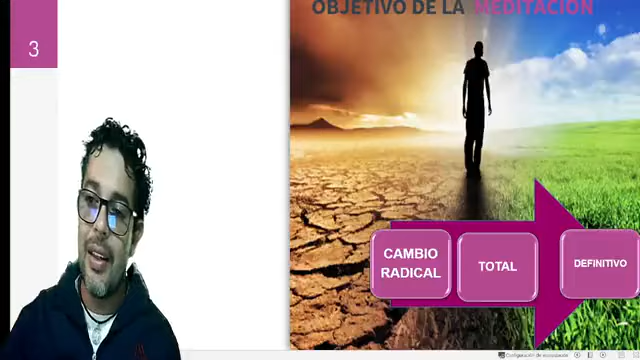 3
OBJETIVO DE LA MEDITACIÓN
CAMBIO
RADICAL
TOTAL
DEFINITIVO